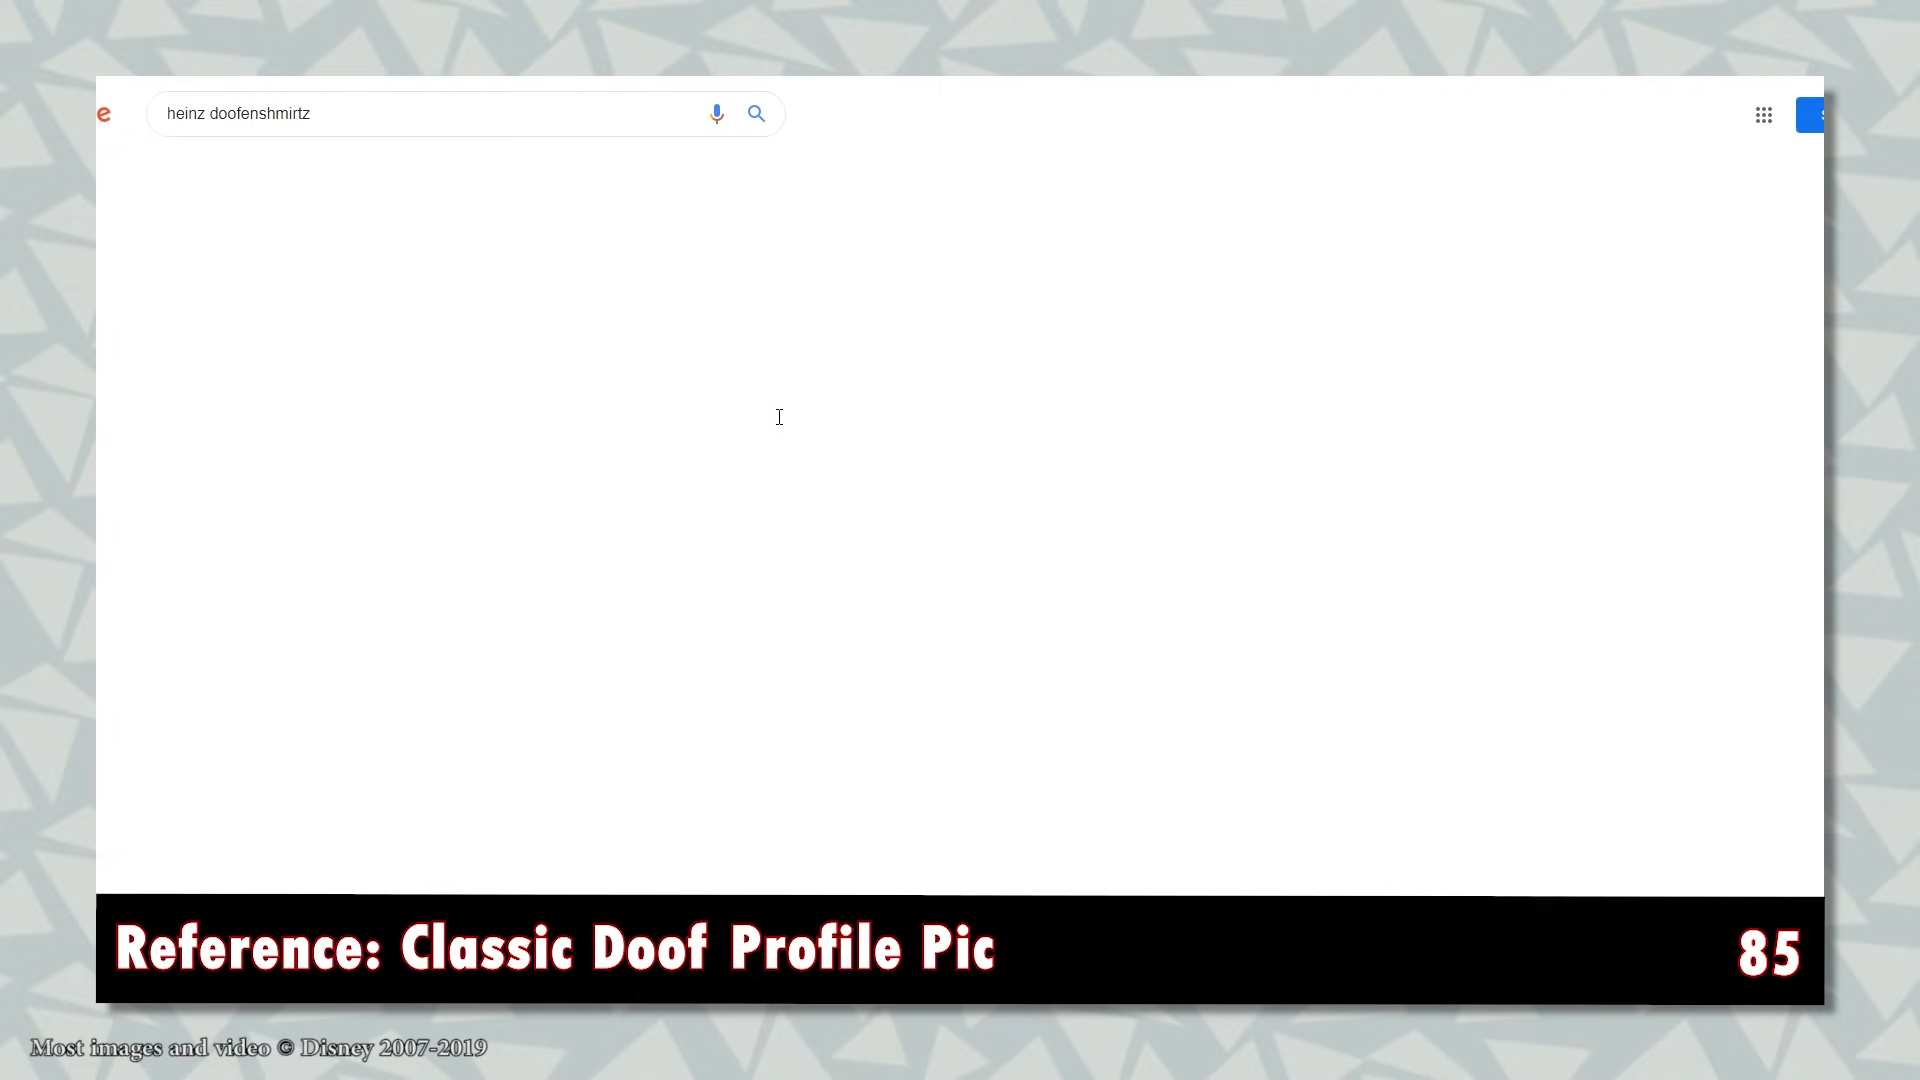 e
heinz doofenshmirtz
Reference: Classic Doof Profile Pic
85
Most images and video © Disney 2007-2019